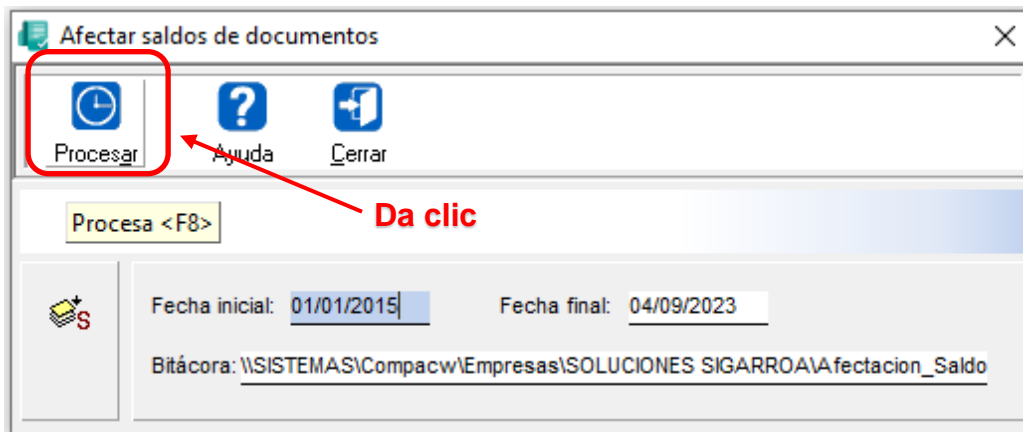 Afectar saldos de documentos
Procesar Ayuda Cerrar
Da clic
Procesa <F8>
Fecha inicial: 01/01/2015 Fecha final: 04/09/2023
S
Bitácora: \\SISTEMAS\Compacw\Empresas\SOLUCIONES SIGARROA\Afectacion_Saldo